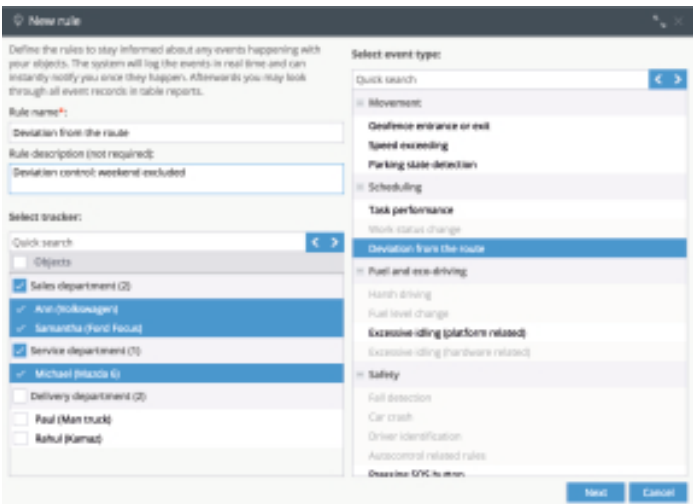 New rule
Define the rules to stay informed about any events happening with
your objects. The system will log the events in real time and can
instantly notify you once they happen. Afterwards you may look
through all event records in table reports.
Rule name*:
Deviation from the route
Rule description (not required):
Deviation control: weekend excluded
Select tracker:
Quick search
Objects
Sales department (2)
Ann (Volkswagen)
Samantha (Ford Focus)
Service department (1)
Michael (Mazda 6)
Delivery department (2)
Paul (Man truck)
Rahul (Kamaz)
Select event type:
Quick search
Movement
Geofence entrance or exit
Speed exceeding
Parking state detection
Scheduling
Task performance
Work status change
Deviation from the route
Fuel and eco-driving
Harsh driving
Fuel level change
Excessive idling (platform related)
Excessive idling (hardware related)
Safety
Fall detection
Car crash
Driver identification
Autocontrol related rules
Pressing SOS button
Next
Cancel